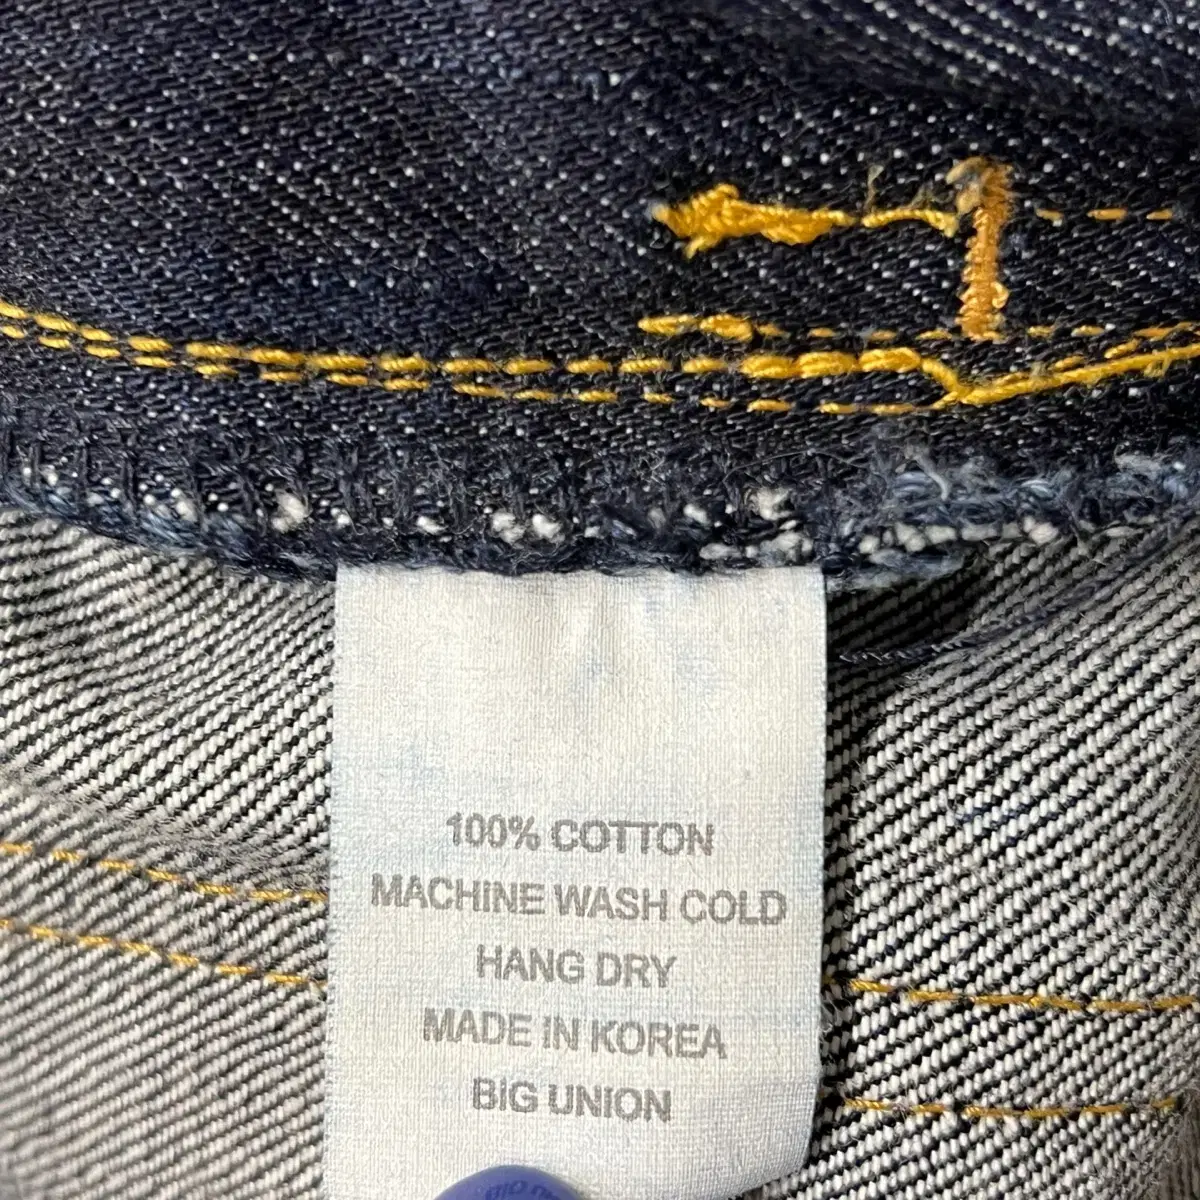 100% COTTON
MACHINE WASH COLD
HANG DRY
MADE IN KOREA
BIG UNION